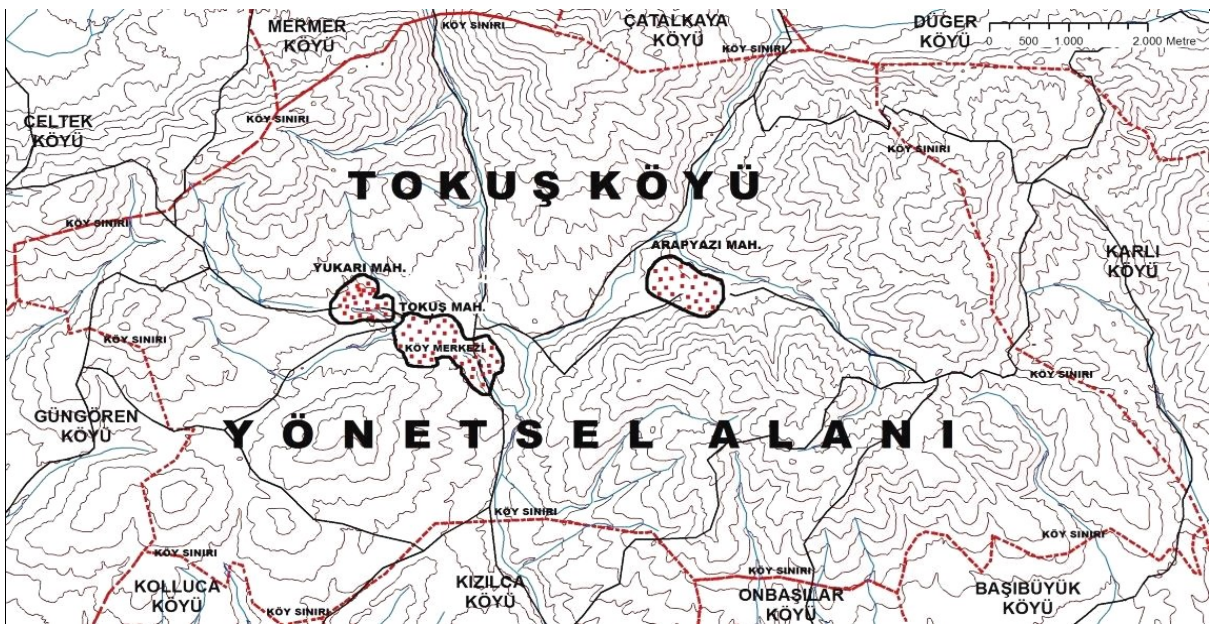 MERMER
KÖYÜ
KÖY SINIRI
ÇATALKAYA
KÖYÜ
KÖY SINIRI
DÜGER
KÖYÜ
0 500 1.000 2.000 Metre
ÇELTEK
KÖYÜ
KÖY SINIRI
KÖY SINIRI
TOKUŞ KÖYÜ
KÖY SINIRI
ARAPYAZI MAH.
KARLI
KÖYÜ
YUKARI MAH.
TOKUŞ MAH.
KÖY MERKEZİ
KÖY SINIRI
KÖY SINIRI
GÜNGÖREN
KÖYÜ
YÖNETSEL ALANI
KÖY SINIRI
KÖY SINIRI
KÖY SINIRI
KÖY SINIRI
KOLLUCA
KÖYÜ
KÖY SINIRI
KIZILCA
KÖYÜ
ONBAŞILAR
KÖYÜ
BAŞIBÜYÜK
KÖYÜ